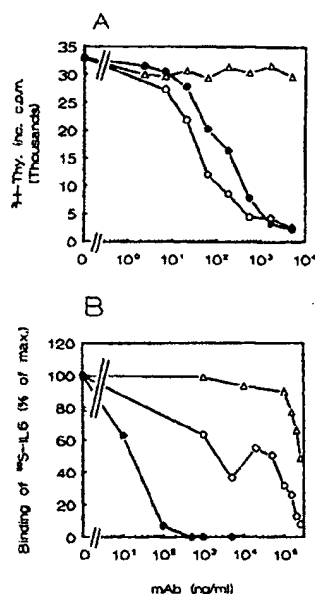 A
³H-Thy. inc. c.p.m.
[Thousands]
35
30
25
20
15
10
5
0
0 10⁰ 10¹ 10² 10³ 10⁴
B
Binding of ³⁵S-IL6 (% of max.)
120
100
80
60
40
20
0
0 10¹ 10² 10³ 10⁴ 10⁵
mAb (ng/ml)